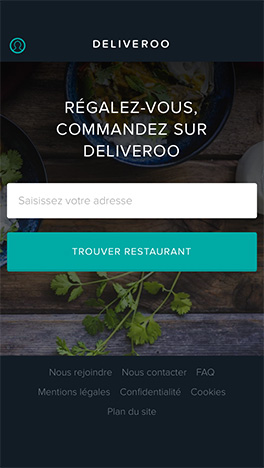 DELIVEROO
RÉGALEZ-VOUS,
COMMANDEZ SUR
DELIVEROO
Saisissez votre adresse
TROUVER RESTAURANT
Nous rejoindre Nous contacter FAQ
Mentions légales Confidentialité Cookies
Plan du site